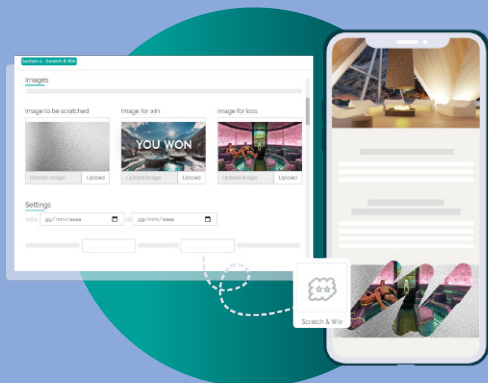 Section 4 - Scratch & Win
Images
Image to be scratched
Image for win
Image for loss
YOU WON
Upload image
Upload
Upload image
Upload
Upload image
Upload
Settings
gg/mm/aaaa
gg/mm/aaaa
Scratch & Win